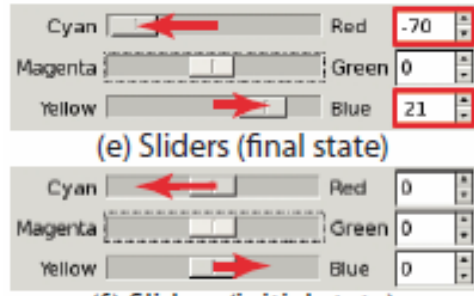 Cyan Red -70
Magenta Green 0
Yellow Blue 21
(e) Sliders (final state)
Cyan Red 0
Magenta Green 0
Yellow Blue 0